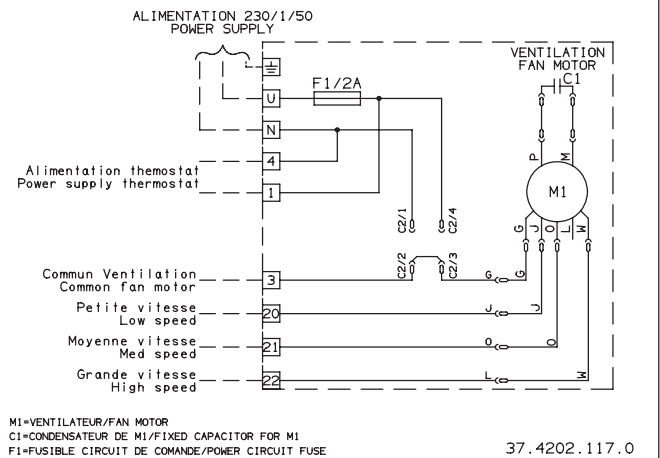 ALIMENTATION 230/1/50
POWER SUPPLY
VENTILATION
FAN MOTOR
C1
F1/2A
U
N
4
1
Alimentation themostat
Power supply thermostat
P
M
M1
C2/1
C2/4
G
J
O
L
W
C2/2
C2/3
Commun Ventilation
Common fan motor
3
G
G
Petite vitesse
Low speed
20
J
J
Moyenne vitesse
Med speed
21
O
O
Grande vitesse
High speed
22
L
W
M1=VENTILATEUR/FAN MOTOR
C1=CONDENSATEUR DE M1/FIXED CAPACITOR FOR M1
F1=FUSIBLE CIRCUIT DE COMANDE/POWER CIRCUIT FUSE
37.4202.117.0